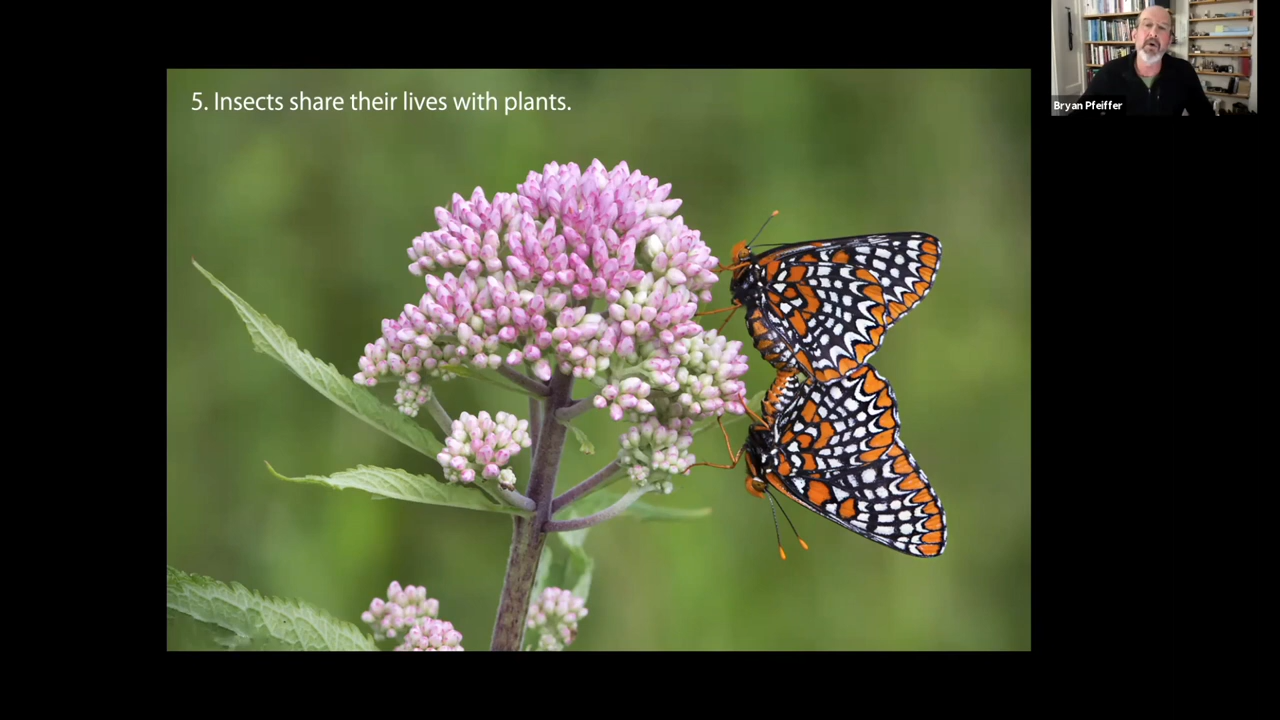 5. Insects share their lives with plants.
Bryan Pfeiffer